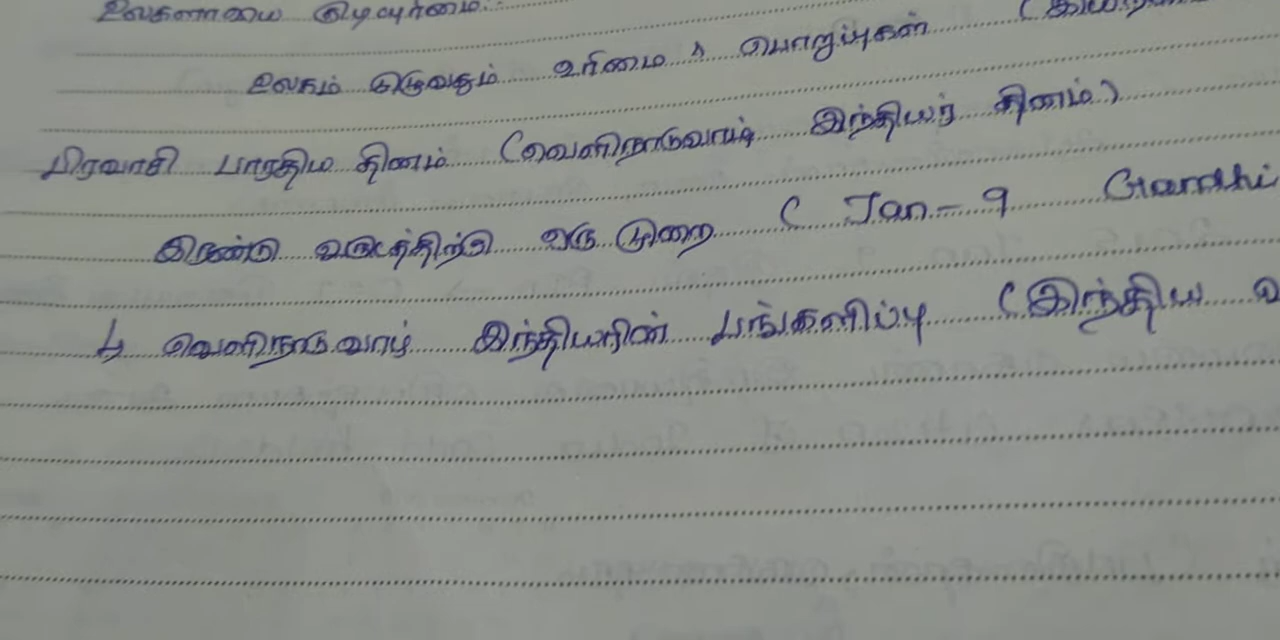 உலகளாவிய குடியுரிமை
உலகம் முழுவதும் உரிமை , பொறுப்புகள்
பிரவாசி பாரதிய தினம் (வெளிநாடுவாழ் இந்தியர் தினம்)
இரண்டு வருடத்திற்கு ஒரு முறை ( Jan - 9
↳ வெளிநாடுவாழ் இந்தியரின் பங்களிப்பு (இந்திய